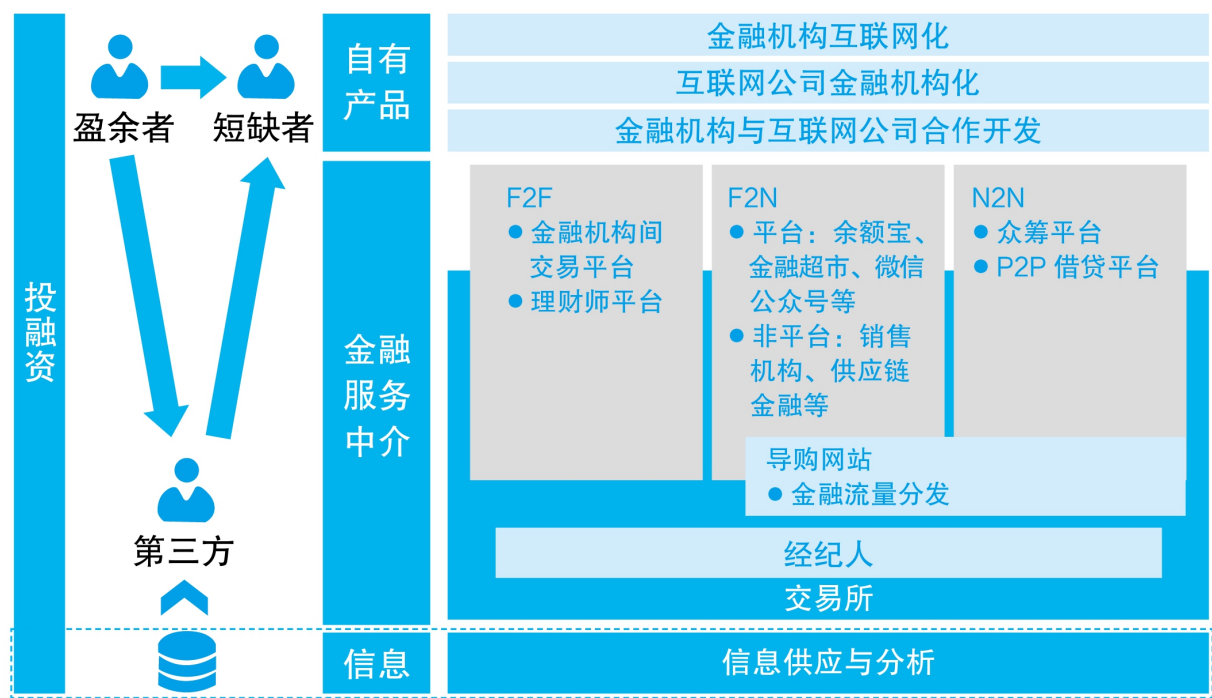 投融资
盈余者
短缺者
第三方
自有
产品
金融机构互联网化
互联网公司金融机构化
金融机构与互联网公司合作开发
金融
服务
中介
F2F
● 金融机构间
交易平台
● 理财师平台
F2N
● 平台：余额宝、
金融超市、微信
公众号等
● 非平台：销售
机构、供应链
金融等
N2N
● 众筹平台
● P2P 借贷平台
导购网站
● 金融流量分发
经纪人
交易所
信息
信息供应与分析